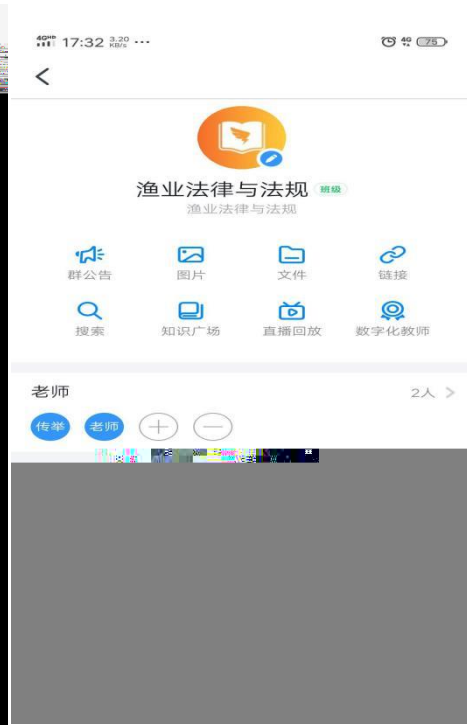 4GHD 17:32 3.20 KB/s ... 4G 75
渔业法律与法规 班级
渔业法律与法规
群公告 图片 文件 链接
搜索 知识广场 直播回放 数字化教师
老师 2人 >
传举 老师